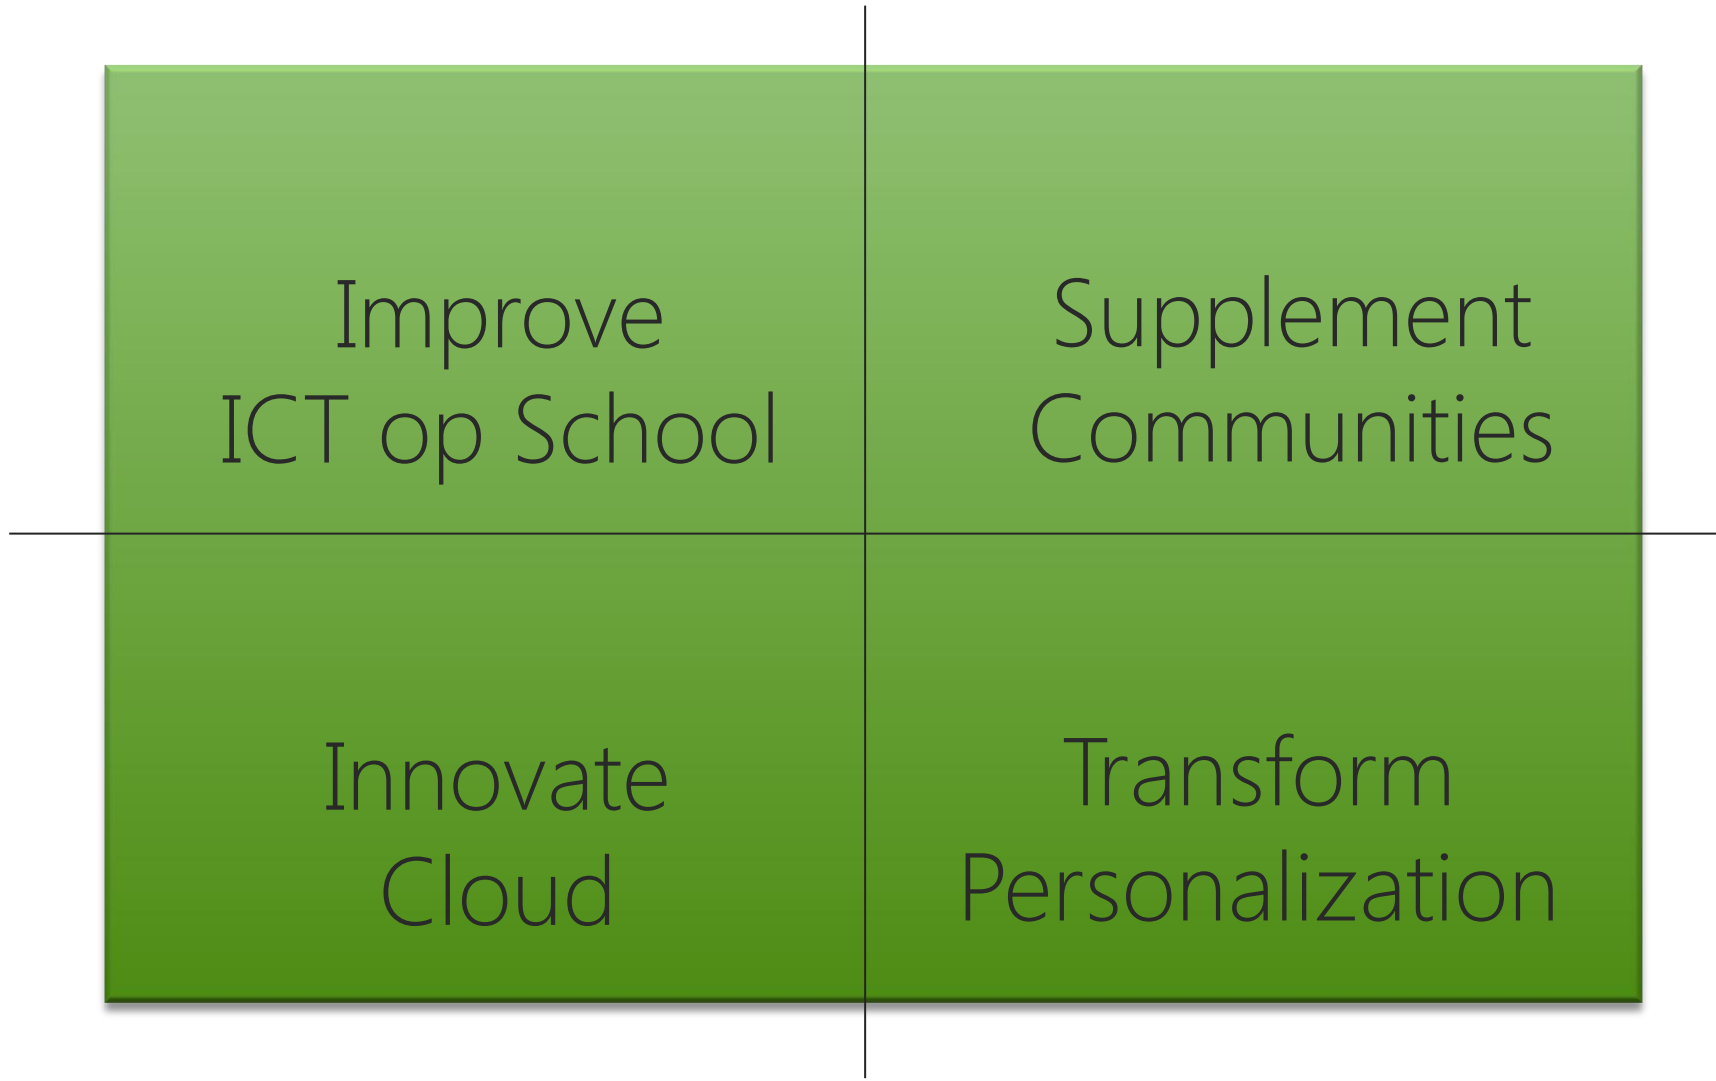 Improve
ICT op School
Supplement
Communities
Innovate
Cloud
Transform
Personalization